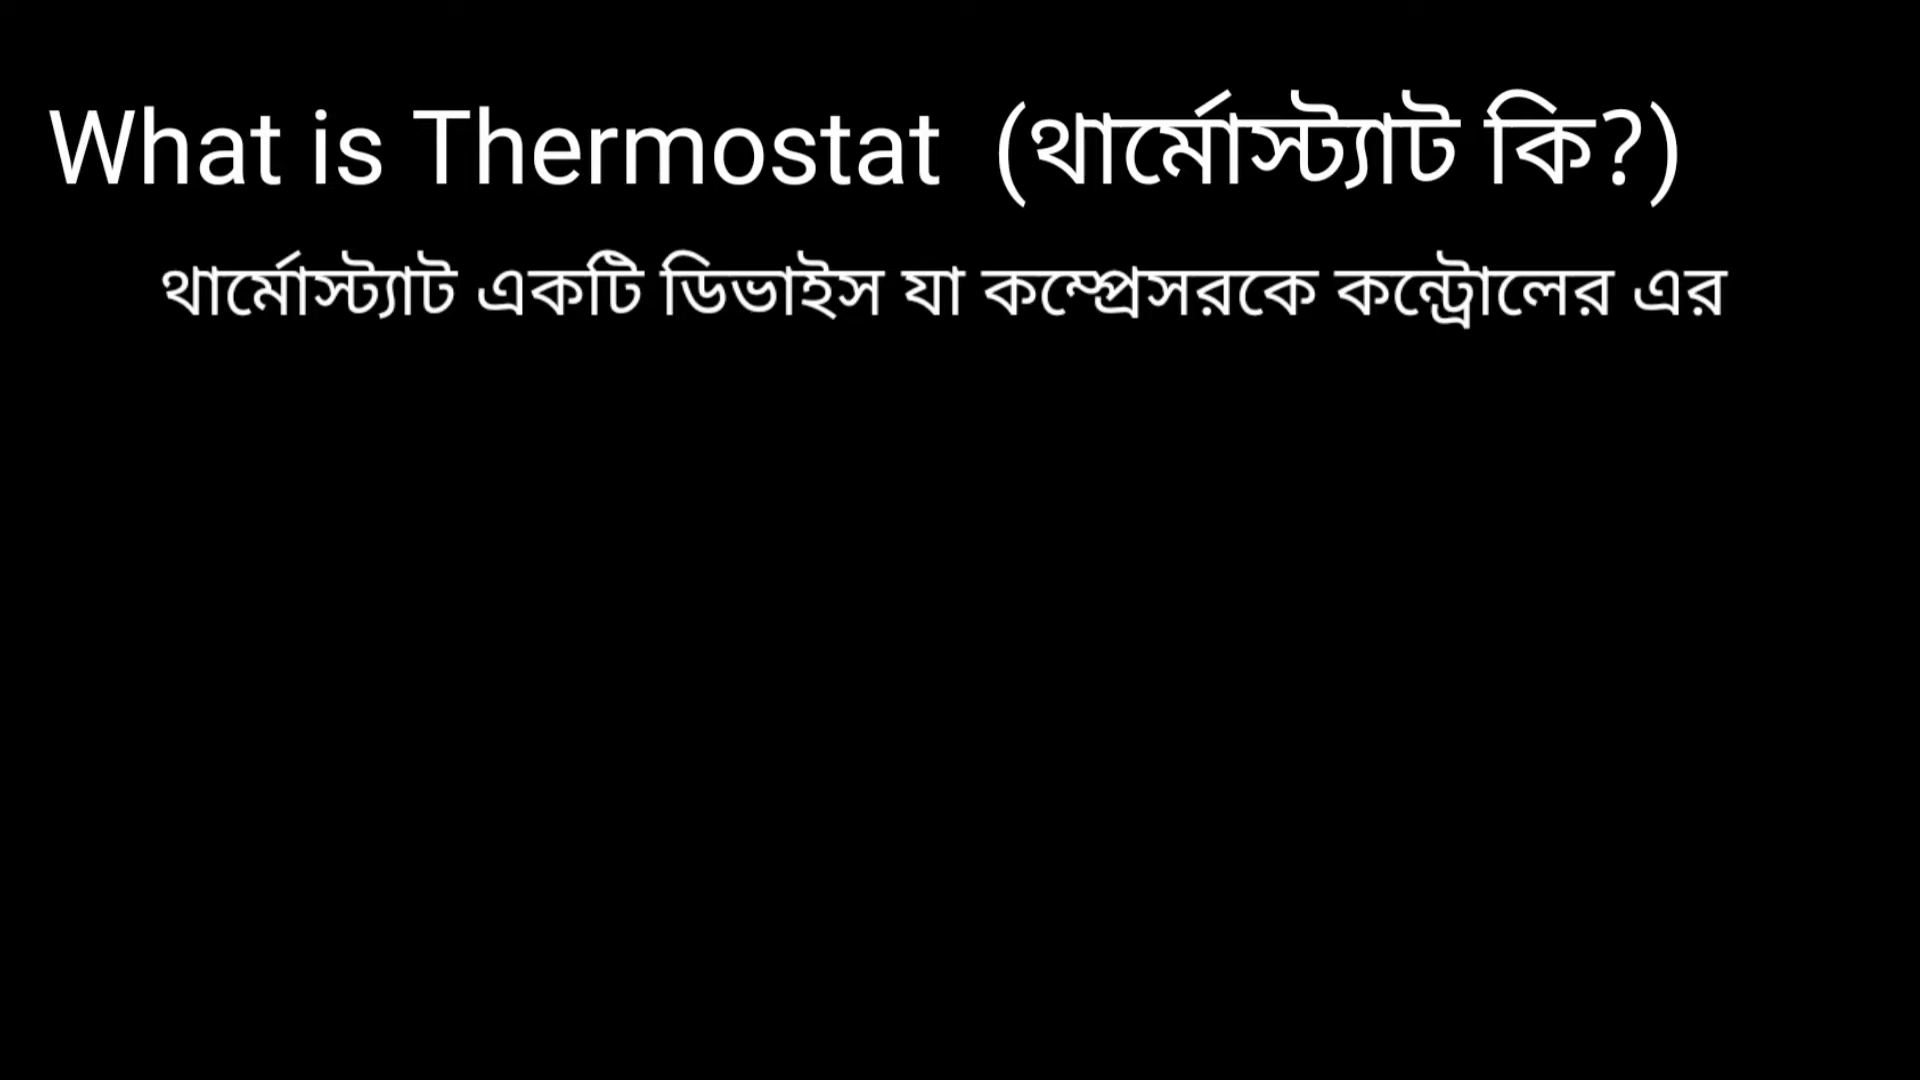 What is Thermostat (থার্মোস্ট্যাট কি?)
থার্মোস্ট্যাট একটি ডিভাইস যা কম্প্রেসরকে কন্ট্রোলের এর